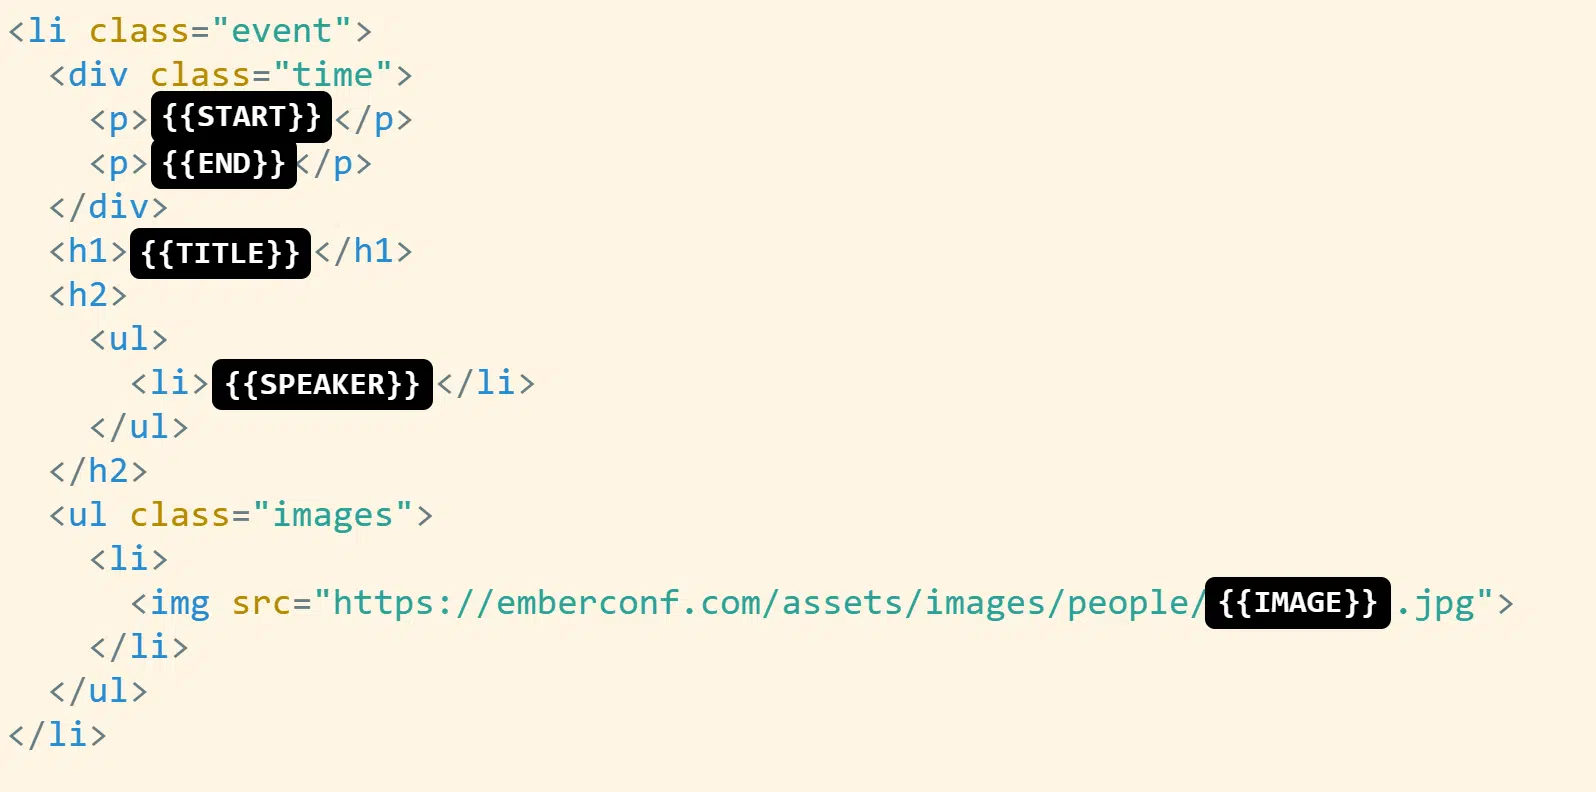 <li class="event">
<div class="time">
<p>{{START}}</p>
<p>{{END}}</p>
</div>
<h1>{{TITLE}}</h1>
<h2>
<ul>
<li>{{SPEAKER}}</li>
</ul>
</h2>
<ul class="images">
<li>
<img src="https://emberconf.com/assets/images/people/{{IMAGE}}.jpg">
</li>
</ul>
</li>